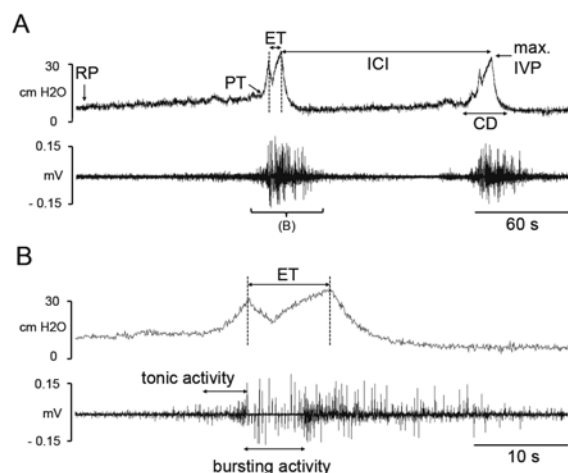 A
ET
30
RP
PT
ICI
max.
IVP
cm H2O
0
CD
0.15
mV
- 0.15
(B)
60 s
B
ET
30
cm H2O
0
0.15
tonic activity
mV
-0.15
bursting activity
10 s